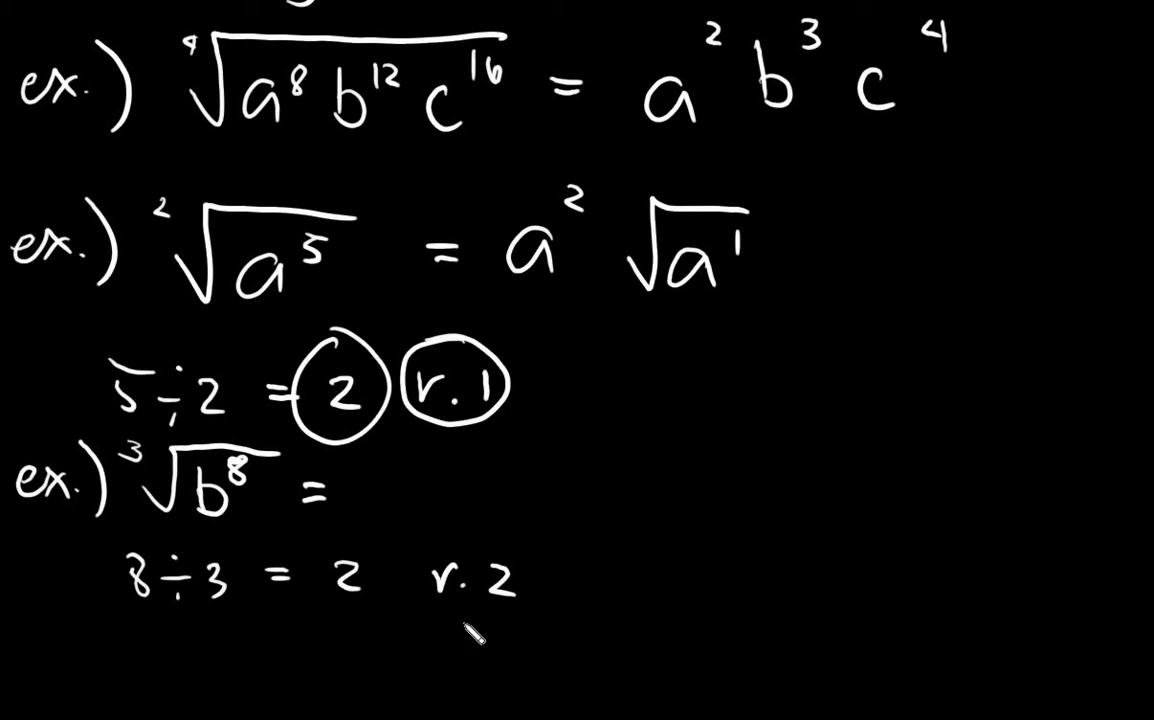 ex.) ⁴√(a⁸ b¹² c¹⁶) = a² b³ c⁴
ex.) ²√(a⁵) = a² √(a¹)
5 ÷ 2 = 2 r. 1
ex.) ³√(b⁸) =
8 ÷ 3 = 2 r. 2